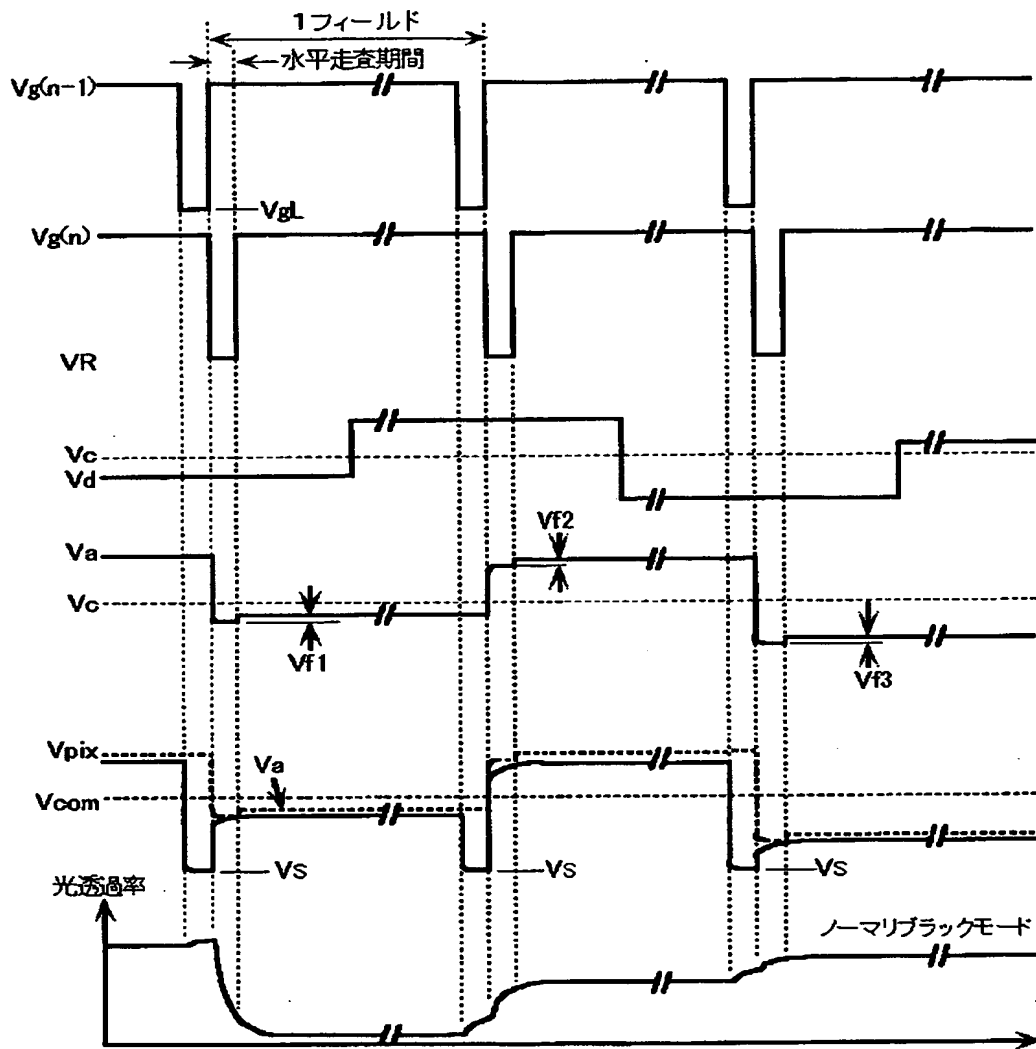 1フィールド
水平走査期間
Vg(n-1)
VgL
Vg(n)
VR
Vc
Vd
Vf2
Va
Vc
Vf1
Vf3
Vpix
Va
Vcom
VS
VS
VS
光透過率
ノーマリブラックモード